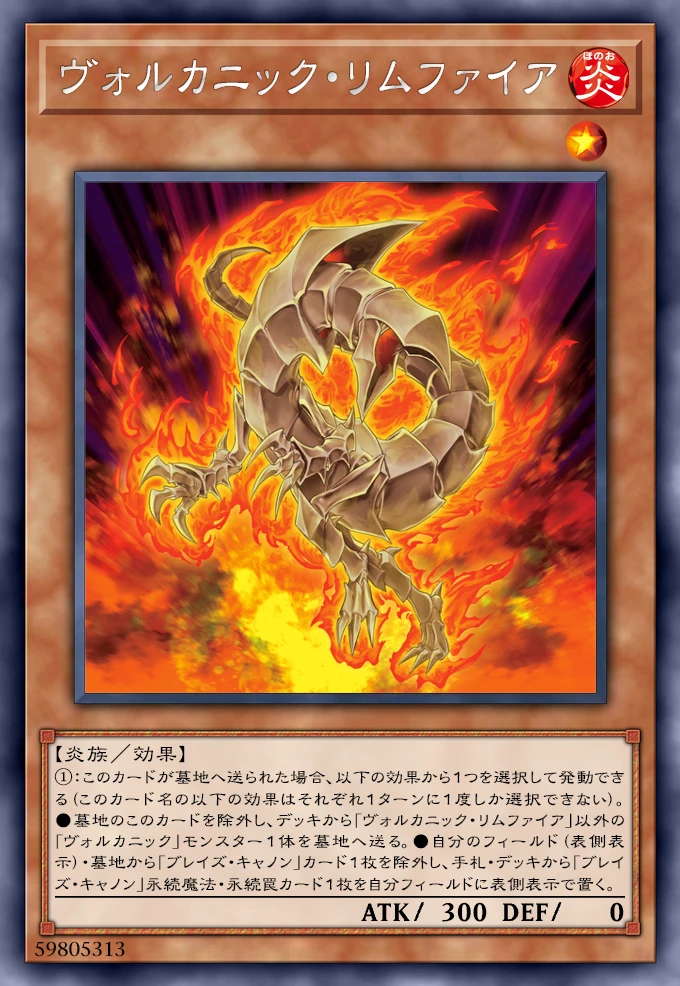 ヴォルカニック・リムファイア
ほのお
炎
【炎族／効果】
①：このカードが墓地へ送られた場合、以下の効果から１つを選択して発動でき
る（このカード名の以下の効果はそれぞれ１ターンに１度しか選択できない）。
●墓地のこのカードを除外し、デッキから「ヴォルカニック・リムファイア」以外の
「ヴォルカニック」モンスター１体を墓地へ送る。●自分のフィールド（表側表
示）・墓地から「ブレイズ・キャノン」カード１枚を除外し、手札・デッキから「ブレイ
ズ・キャノン」永続魔法・永続罠カード１枚を自分フィールドに表側表示で置く。
ATK/ 300 DEF/ 0
59805313